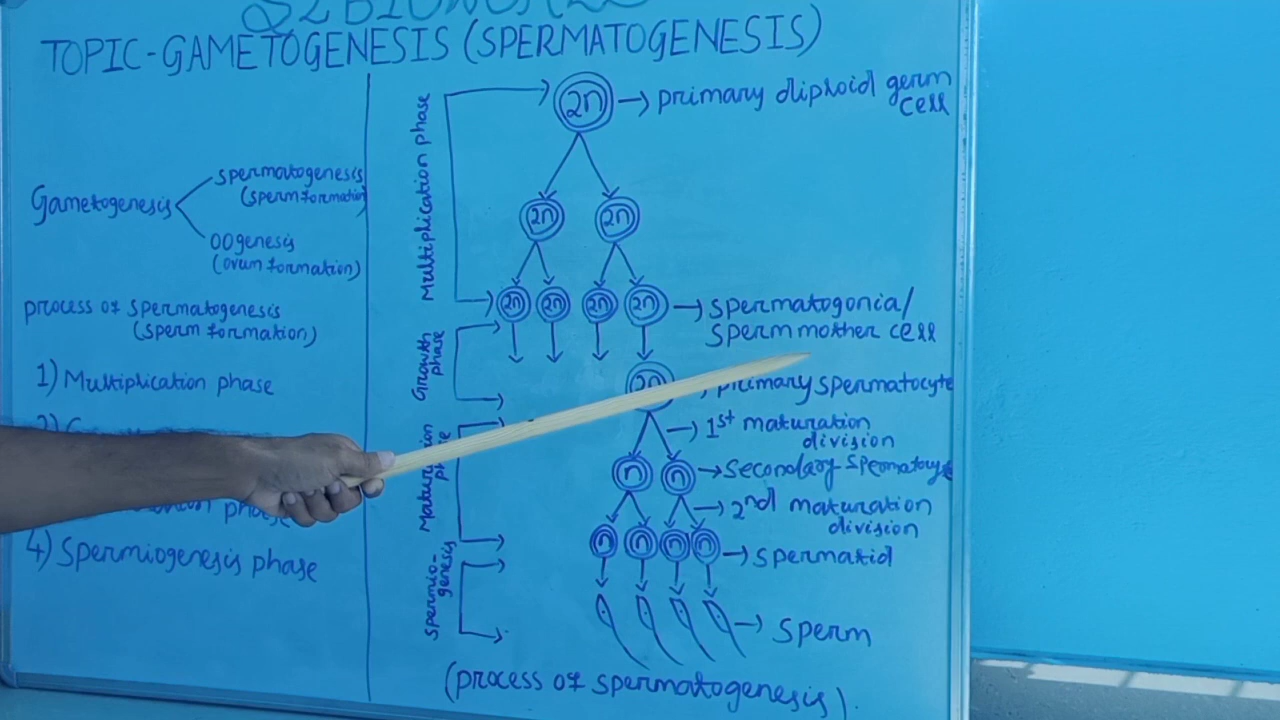 TOPIC-GAMETOGENESIS (SPERMATOGENESIS)
Gametogenesis
spermatogenesis
(sperm formation
OOgenesis
(ovum formation)
process of spermatogenesis
(sperm formation)
1) Multiplication phase
phase
4) Spermiogenesis phase
Multiplication phase
Growth
phase
Maturation
phase
spermio-
genesis
2n
primary diploid germ
cell
2n 2n
2n 2n 2n 2n
spermatogonia/
sperm mother cell
2n
primary spermatocyte
1st maturation
division
n n
secondary spermatocyte
2nd maturation
division
n n n n
spermatid
sperm
(process of spermatogenesis).